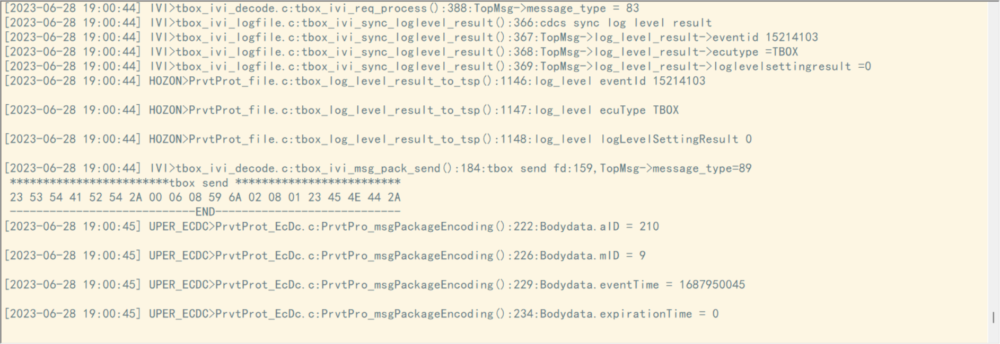 [2023-06-28 19:00:44] IVI>tbox_ivi_decode.c:tbox_ivi_req_process():388:TopMsg->message_type = 83
[2023-06-28 19:00:44] IVI>tbox_ivi_logfile.c:tbox_ivi_sync_loglevel_result():366:cdcs sync log level result
[2023-06-28 19:00:44] IVI>tbox_ivi_logfile.c:tbox_ivi_sync_loglevel_result():367:TopMsg->log_level_result->eventid 15214103
[2023-06-28 19:00:44] IVI>tbox_ivi_logfile.c:tbox_ivi_sync_loglevel_result():368:TopMsg->log_level_result->ecutype =TBOX
[2023-06-28 19:00:44] IVI>tbox_ivi_logfile.c:tbox_ivi_sync_loglevel_result():369:TopMsg->log_level_result->loglevelsettingresult =0
[2023-06-28 19:00:44] HOZON>PrvtProt_file.c:tbox_log_level_result_to_tsp():1146:log_level eventId 15214103
[2023-06-28 19:00:44] HOZON>PrvtProt_file.c:tbox_log_level_result_to_tsp():1147:log_level ecuType TBOX
[2023-06-28 19:00:44] HOZON>PrvtProt_file.c:tbox_log_level_result_to_tsp():1148:log_level logLevelSettingResult 0
[2023-06-28 19:00:44] IVI>tbox_ivi_decode.c:tbox_ivi_msg_pack_send():184:tbox send fd:159,TopMsg->message_type=89
************************tbox send *************************
23 53 54 41 52 54 2A 00 06 08 59 6A 02 08 01 23 45 4E 44 2A
----------------------------END----------------------------
[2023-06-28 19:00:45] UPER_ECDC>PrvtProt_EcDc.c:PrvtPro_msgPackageEncoding():222:Bodydata.aID = 210
[2023-06-28 19:00:45] UPER_ECDC>PrvtProt_EcDc.c:PrvtPro_msgPackageEncoding():226:Bodydata.mID = 9
[2023-06-28 19:00:45] UPER_ECDC>PrvtProt_EcDc.c:PrvtPro_msgPackageEncoding():229:Bodydata.eventTime = 1687950045
[2023-06-28 19:00:45] UPER_ECDC>PrvtProt_EcDc.c:PrvtPro_msgPackageEncoding():234:Bodydata.expirationTime = 0